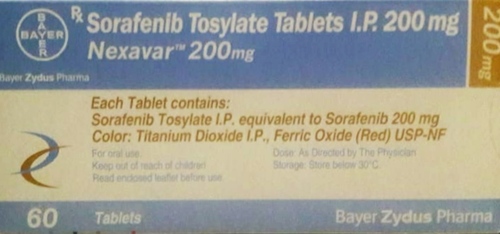 BAYER
BAYER
Rx Sorafenib Tosylate Tablets I.P. 200 mg
Nexavar™ 200mg
200 mg
Bayer Zydus Pharma
Each Tablet contains:
Sorafenib Tosylate I.P. equivalent to Sorafenib 200 mg
Color: Titanium Dioxide I.P., Ferric Oxide (Red) USP-NF
For oral use.
Keep out of reach of children
Read enclosed leaflet before use
Dose: As Directed by The Physician
Storage: Store below 30°C.
60 Tablets
Bayer Zydus Pharma